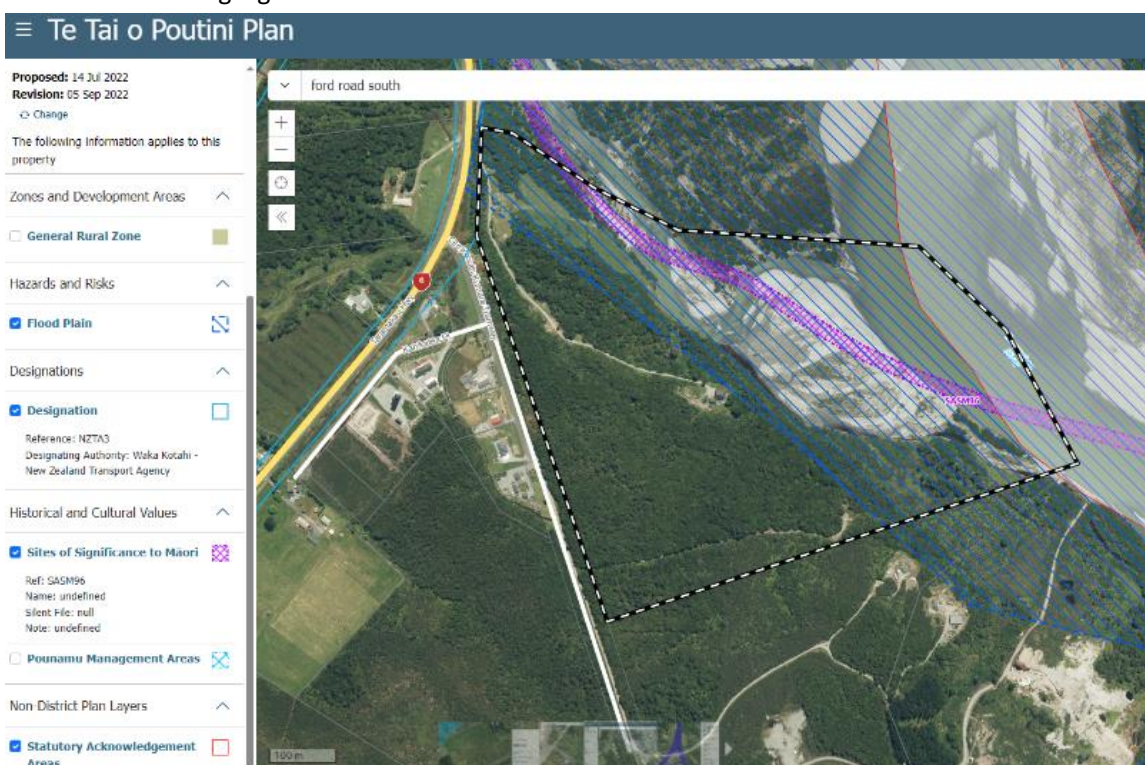 Te Tai o Poutini Plan
Proposed: 14 Jul 2022
Revision: 05 Sep 2022
Change
The following information applies to this
property
Zones and Development Areas
General Rural Zone
Hazards and Risks
Flood Plain
Designations
Designation
Reference: NZTA3
Designating Authority: Waka Kotahi -
New Zealand Transport Agency
Historical and Cultural Values
Sites of Significance to Māori
Ref: SASM96
Name: undefined
Silent File: null
Note: undefined
Pounamu Management Areas
Non District Plan Layers
Statutory Acknowledgement
Areas
ford road south
6
SASM96
100 m